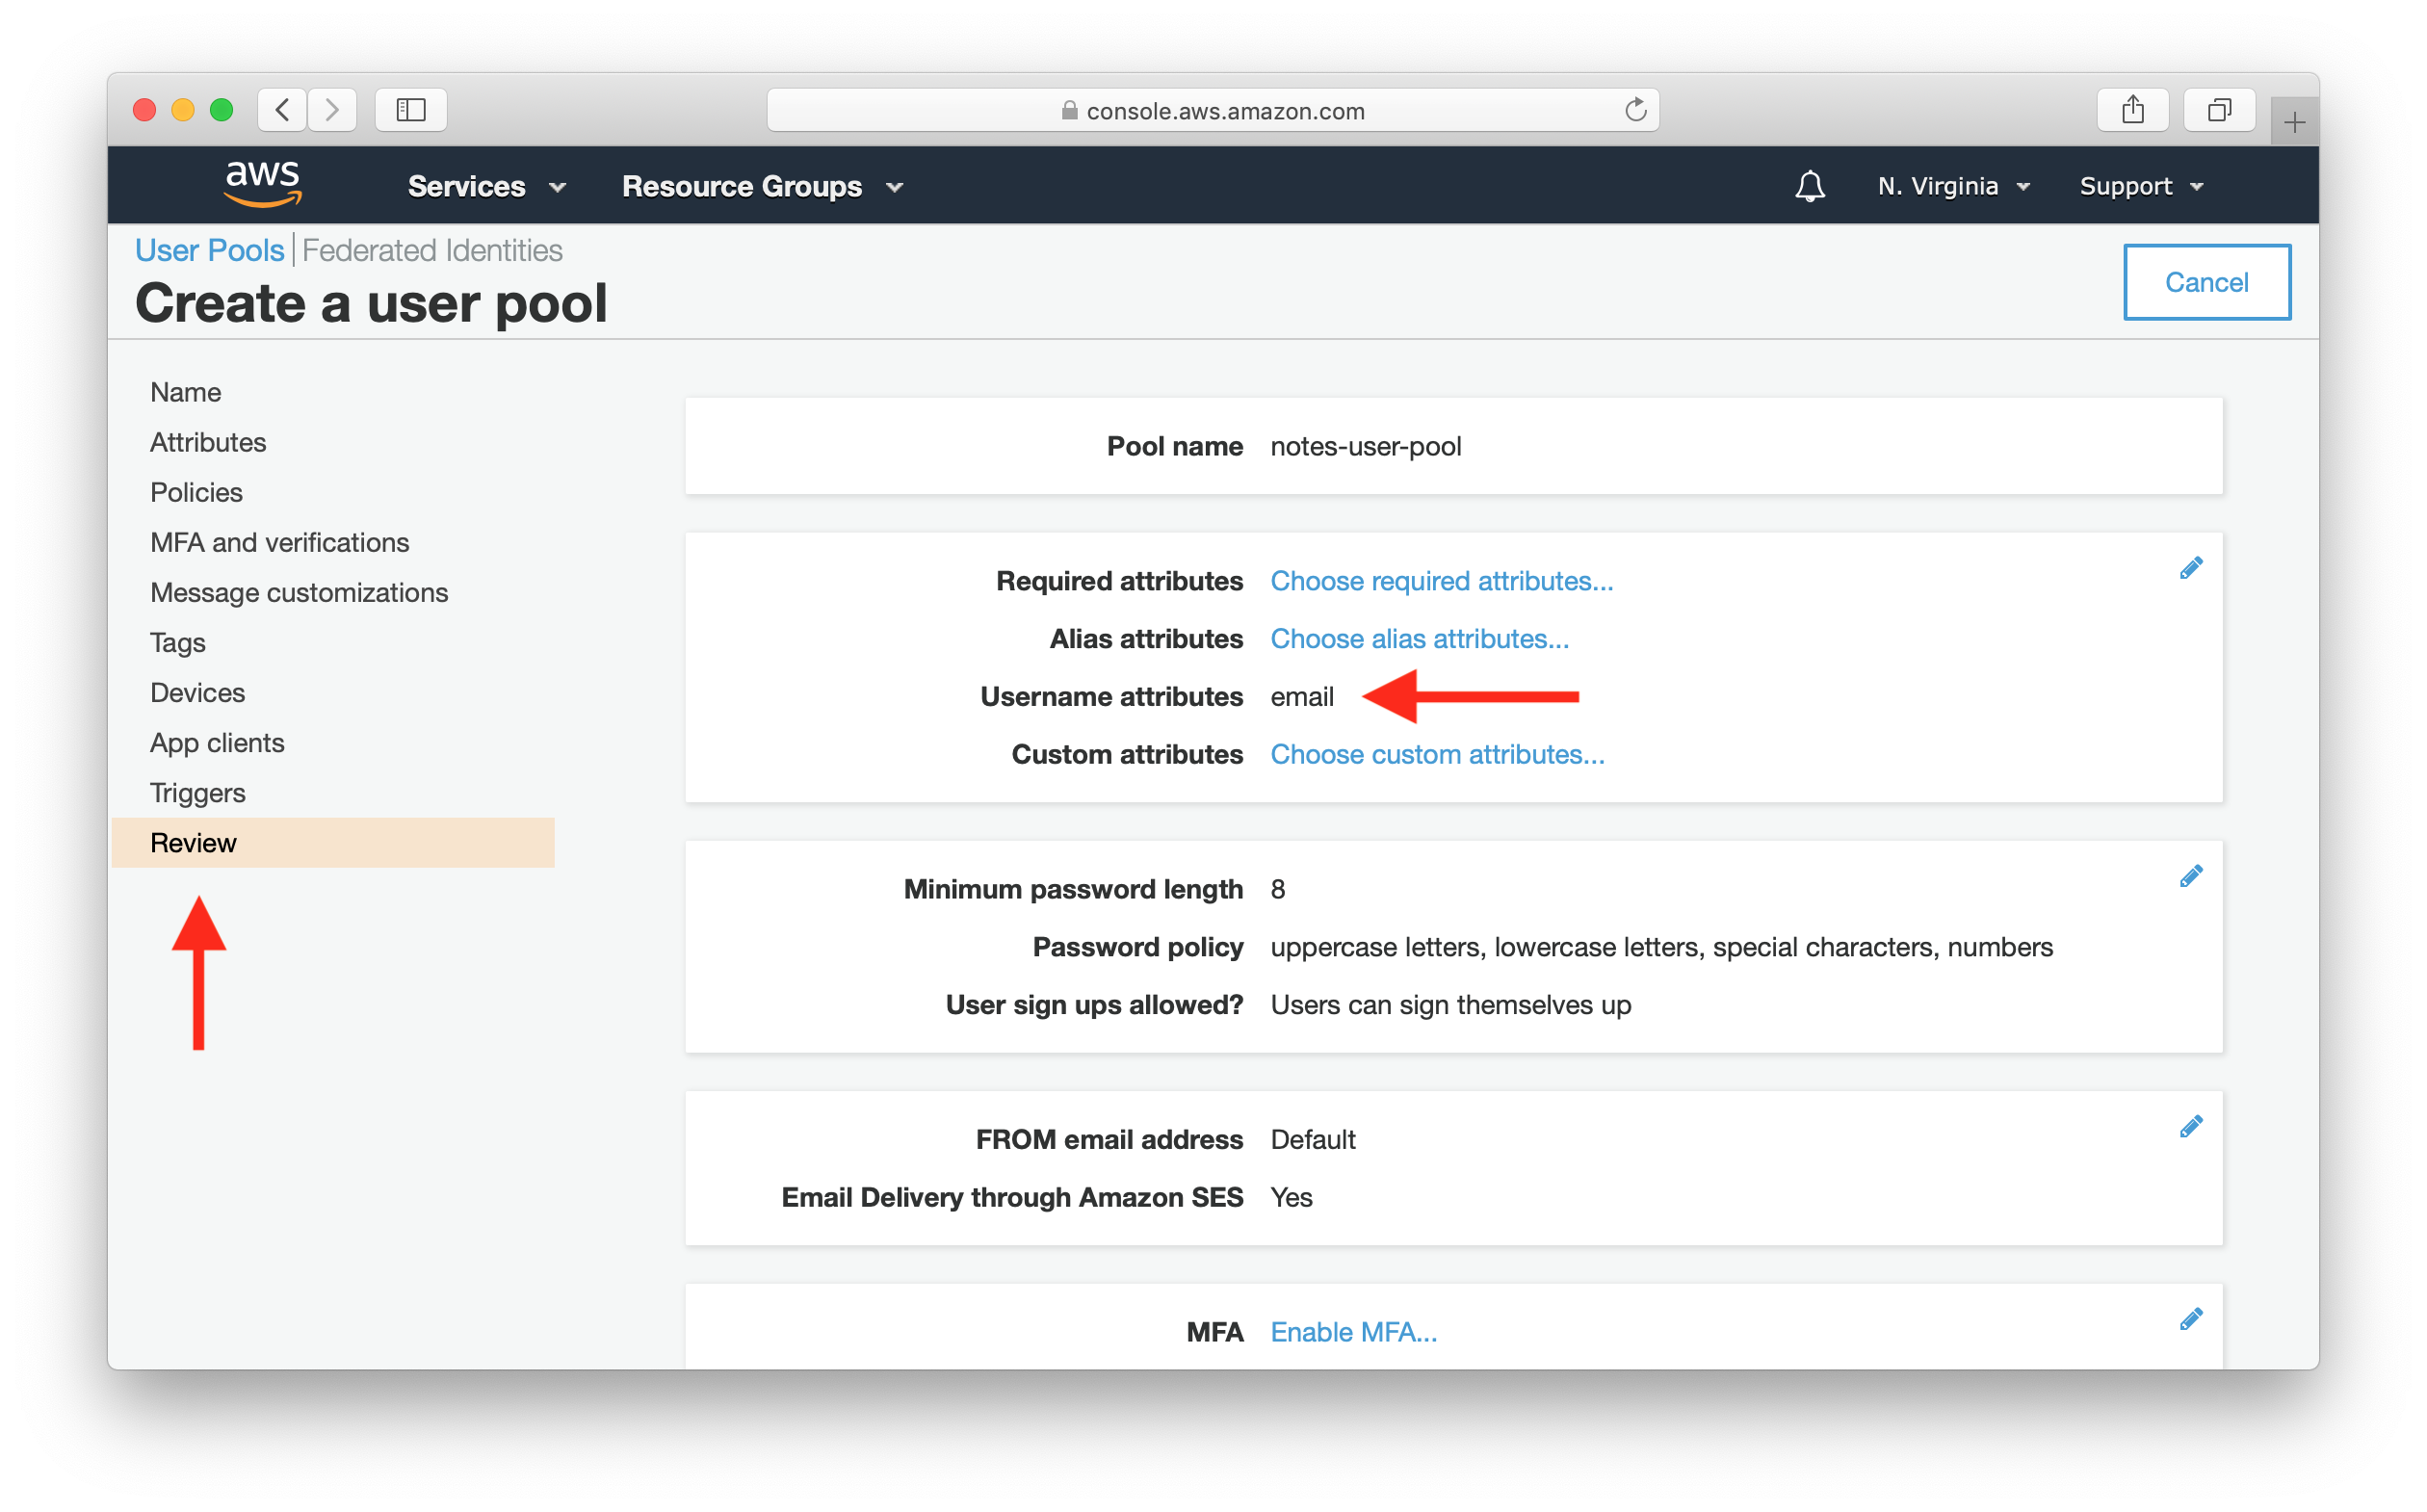 console.aws.amazon.com
aws Services Resource Groups N. Virginia Support
User Pools Federated Identities
Create a user pool
Cancel
Name
Attributes
Policies
MFA and verifications
Message customizations
Tags
Devices
App clients
Triggers
Review
Pool name notes-user-pool
Required attributes Choose required attributes...
Alias attributes Choose alias attributes...
Username attributes email
Custom attributes Choose custom attributes...
Minimum password length 8
Password policy uppercase letters, lowercase letters, special characters, numbers
User sign ups allowed? Users can sign themselves up
FROM email address Default
Email Delivery through Amazon SES Yes
MFA Enable MFA...